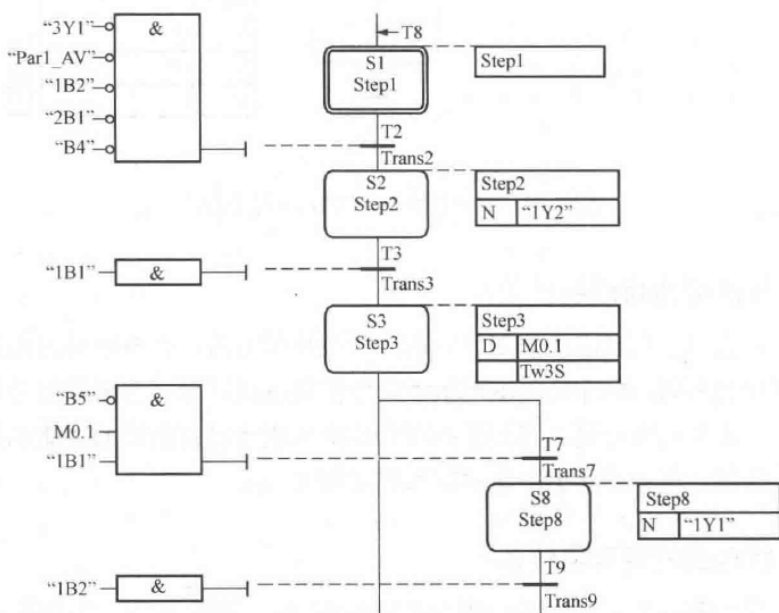 "3Y1"
"Par1_AV"
"1B2"
"2B1"
"B4"
&
T8
S1
Step1
Step1
T2
Trans2
S2
Step2
Step2
N "1Y2"
"1B1"
&
T3
Trans3
S3
Step3
Step3
D M0.1
Tw3S
"B5"
M0.1
"1B1"
&
T7
Trans7
S8
Step8
Step8
N "1Y1"
"1B2"
&
T9
Trans9